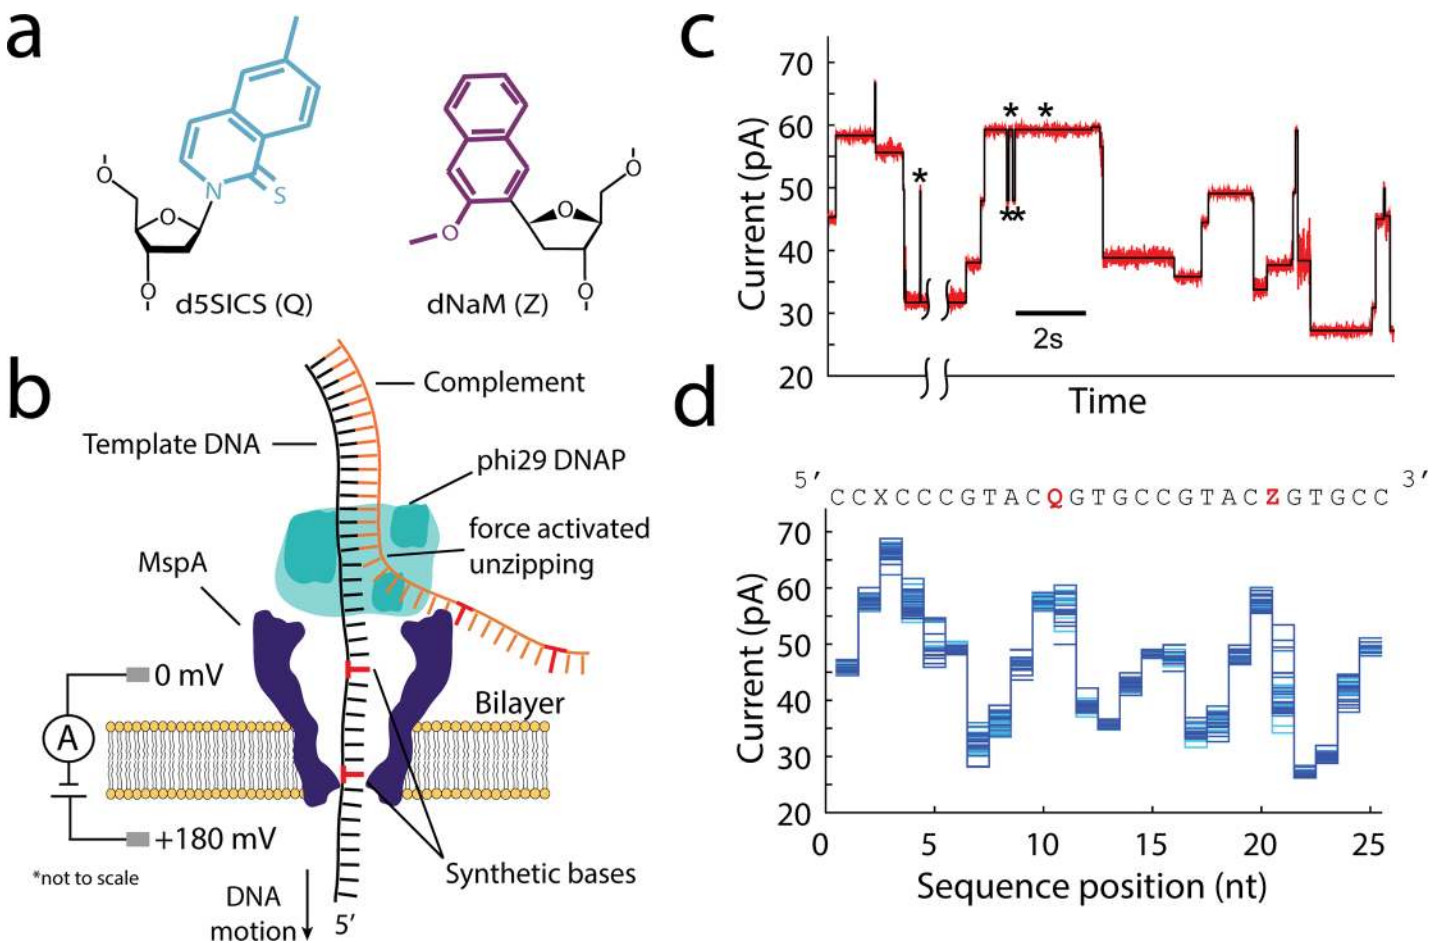 a
O
O
O
N
S
d5SICS (Q)
O
O
O
O
dNaM (Z)
b
Complement
Template DNA
phi29 DNAP
force activated
unzipping
MspA
0 mV
Bilayer
A
+180 mV
Synthetic bases
*not to scale
DNA
motion
5′
c
Current (pA)
70
60
50
40
30
20
*
*
*
**
2s
Time
d
5′
C C X C C C G T A C Q G T G C C G T A C Z G T G C C
3′
Current (pA)
70
60
50
40
30
20
0
5
10
15
20
25
Sequence position (nt)